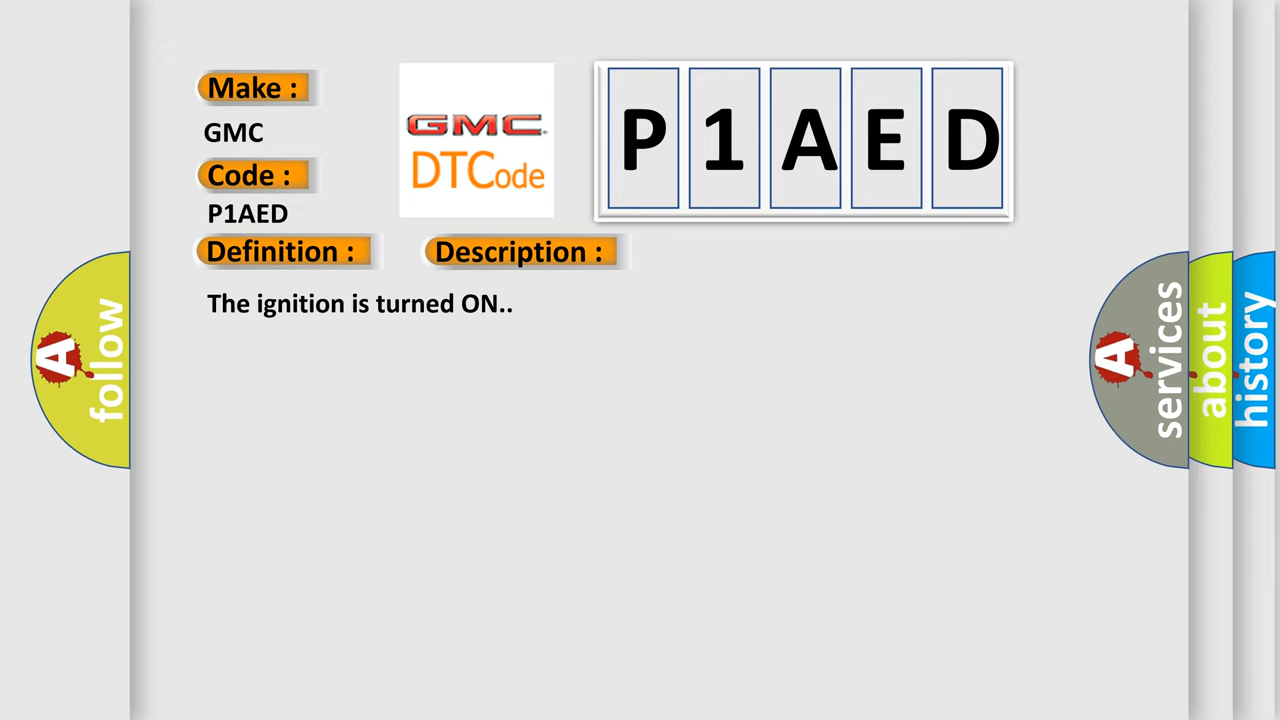 Make :
GMC
Code :
P1AED
Definition :
Description :
The ignition is turned ON..
GMC
DTCode
P 1 A E D
A
follow
A
services
about
history